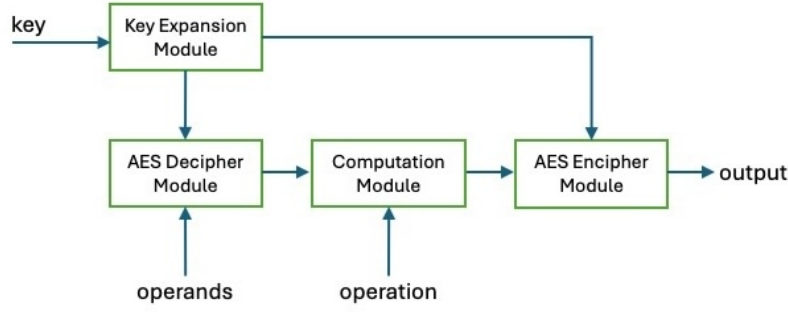 key
Key Expansion
Module
AES Decipher
Module
Computation
Module
AES Encipher
Module
output
operands
operation